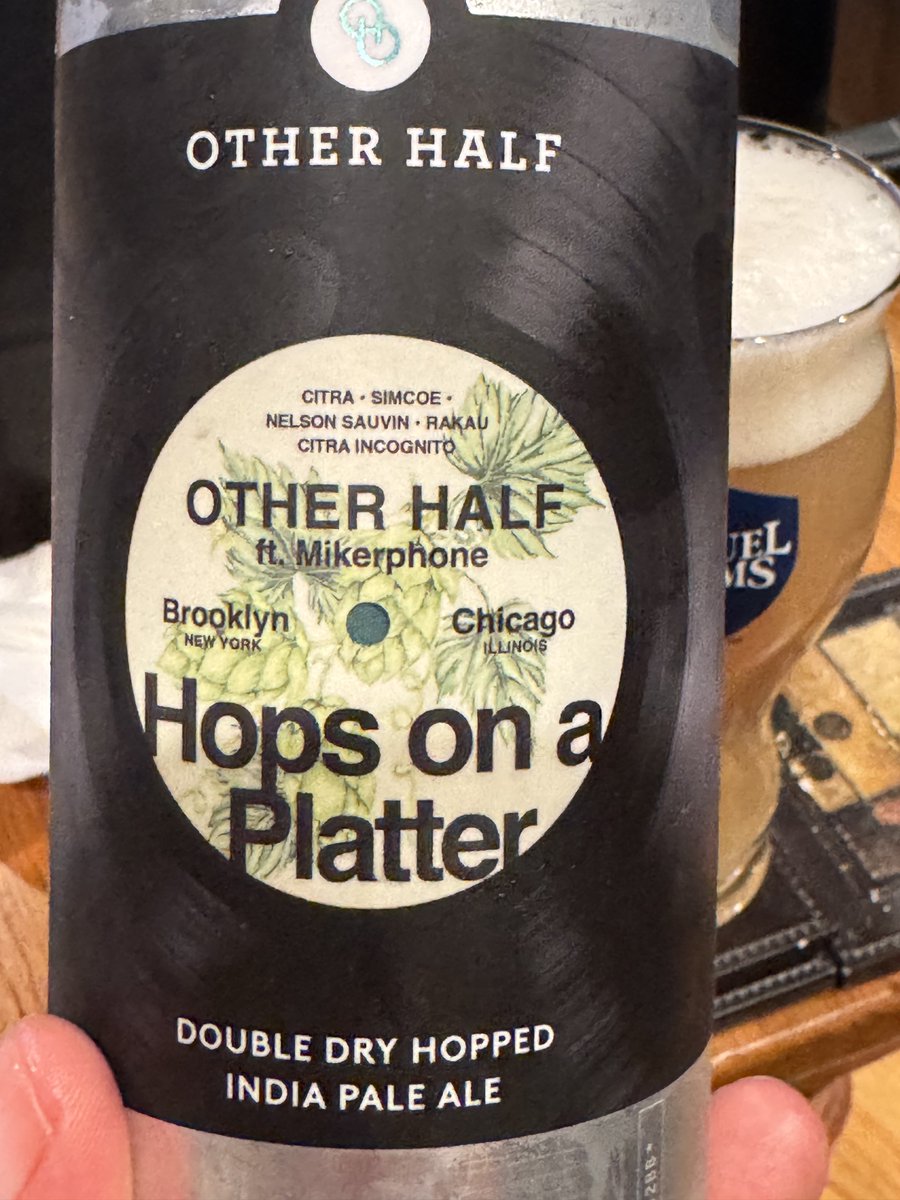 OTHER HALF
CITRA • SIMCOE •
NELSON SAUVIN • RAKAU
CITRA INCOGNITO
OTHER HALF
ft. Mikerphone
Brooklyn
NEW YORK
Chicago
ILLINOIS
Hops on a
Platter
DOUBLE DRY HOPPED
INDIA PALE ALE